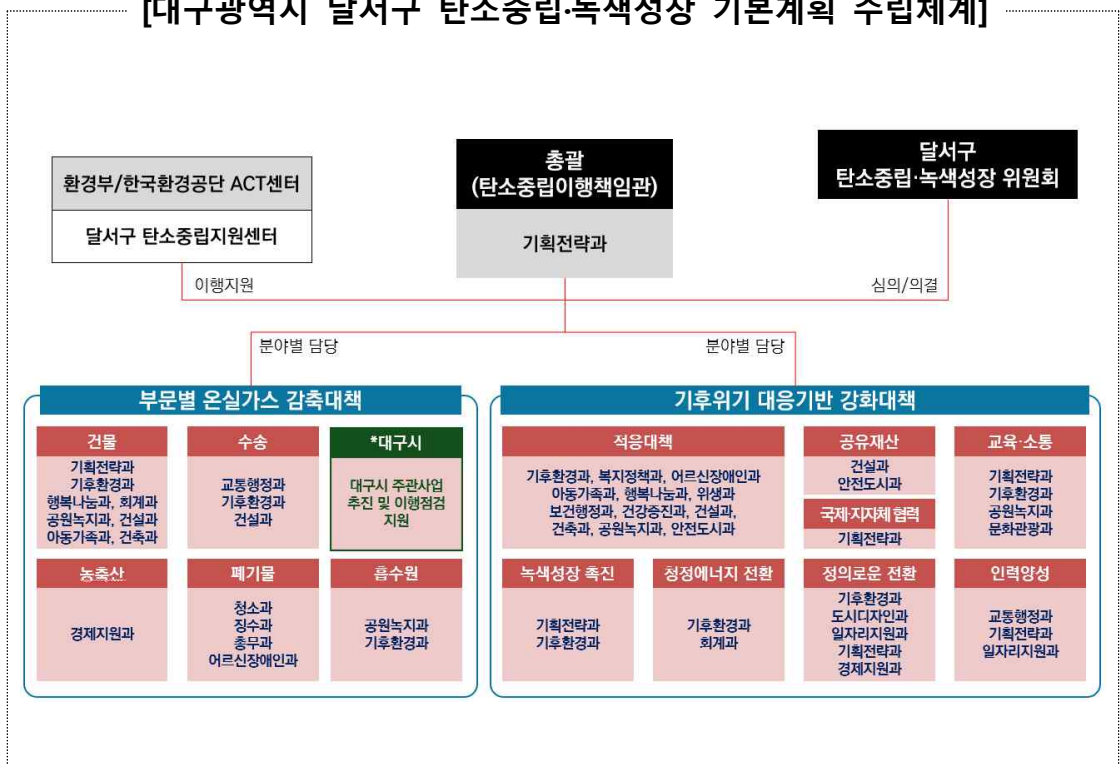 [대구광역시 달서구 탄소중립·녹색성장 기본계획 수립체계]
환경부/한국환경공단 ACT센터
달서구 탄소중립지원센터
총괄
(탄소중립이행책임관)
기획전략과
달서구
탄소중립·녹색성장 위원회
이행지원
심의/의결
분야별 담당
분야별 담당
부문별 온실가스 감축대책
건물
기획전략과
기후환경과
행복나눔과, 회계과
공원녹지과, 건설과
아동가족과, 건축과
수송
교통행정과
기후환경과
건설과
*대구시
대구시 주관사업
추진 및 이행점검
지원
농축산
경제지원과
폐기물
청소과
징수과
총무과
어르신장애인과
흡수원
공원녹지과
기후환경과
기후위기 대응기반 강화대책
적응대책
기후환경과, 복지정책과, 어르신장애인과
아동가족과, 행복나눔과, 위생과
보건행정과, 건강증진과, 건설과,
건축과, 공원녹지과, 안전도시과
공유재산
건설과
안전도시과
국제·지자체 협력
기획전략과
교육·소통
기획전략과
기후환경과
공원녹지과
문화관광과
녹색성장 촉진
기획전략과
기후환경과
청정에너지 전환
기후환경과
회계과
정의로운 전환
기후환경과
도시디자인과
일자리지원과
기획전략과
경제지원과
인력양성
교통행정과
기획전략과
일자리지원과